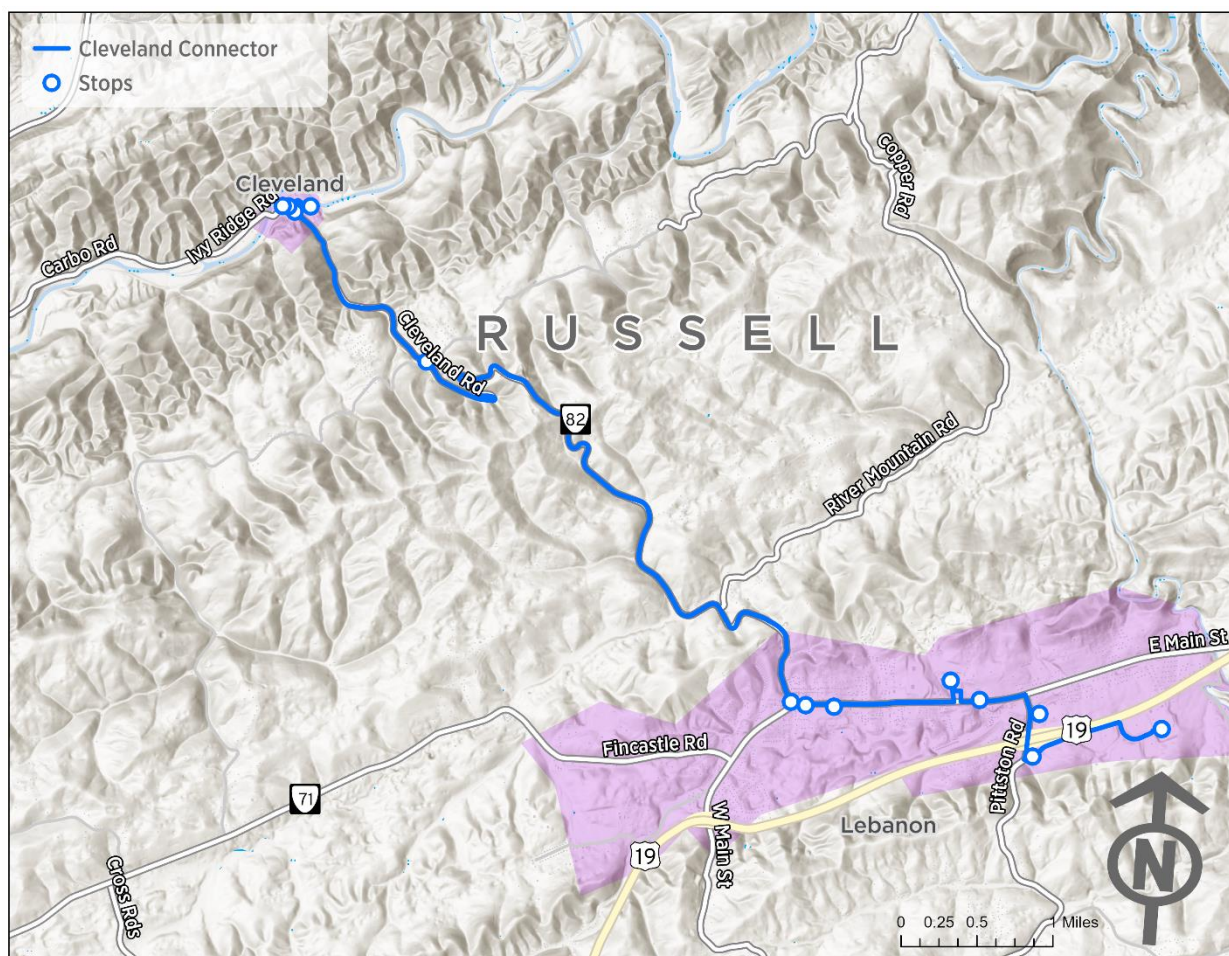 Cleveland Connector
Stops
Cleveland
Ivy Ridge Rd
Carbo Rd
Copper Rd
Cleveland Rd
RUSSELL
82
River Mountain Rd
E Main St
Fincastle Rd
19
Pittston Rd
71
W Main St
Lebanon
19
Cross Rds
N
0 0.25 0.5 1 Miles